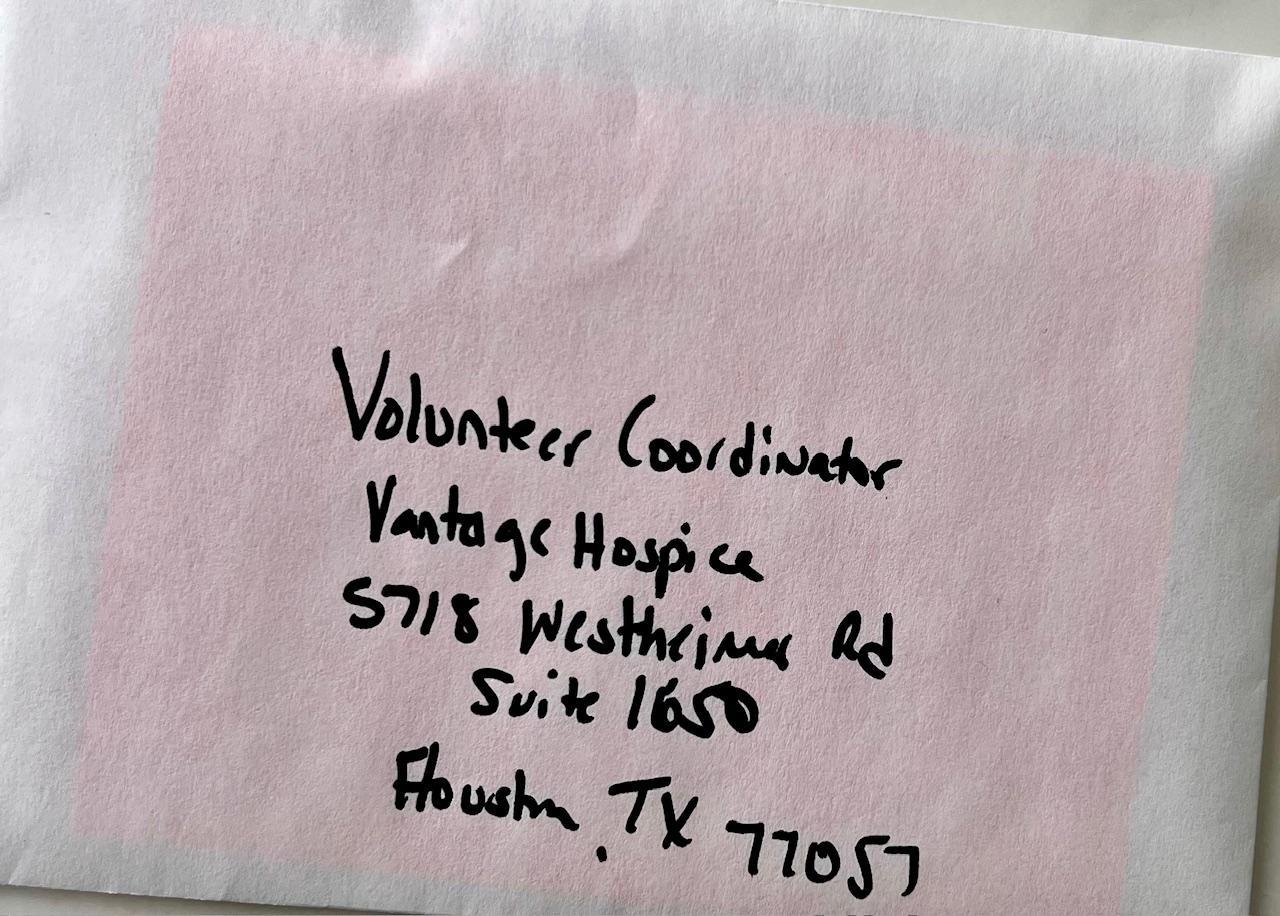 Volunteer Coordinator
Vantage Hospice
5718 Westheimer Rd
Suite 1650
Houston, TX 77057